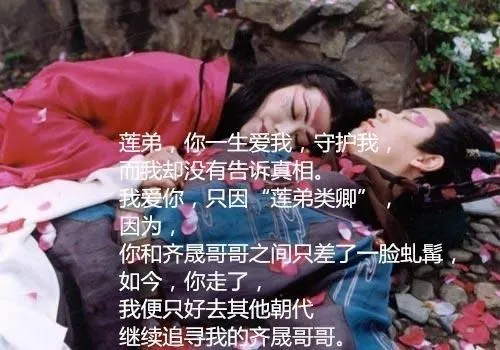 莲弟，你一生爱我，守护我，
而我却没有告诉真相。
我爱你，只因“莲弟类卿”，
因为，
你和齐晟哥哥之间只差了一脸虬髯，
如今，你走了，
我便只好去其他朝代
继续追寻我的齐晟哥哥。